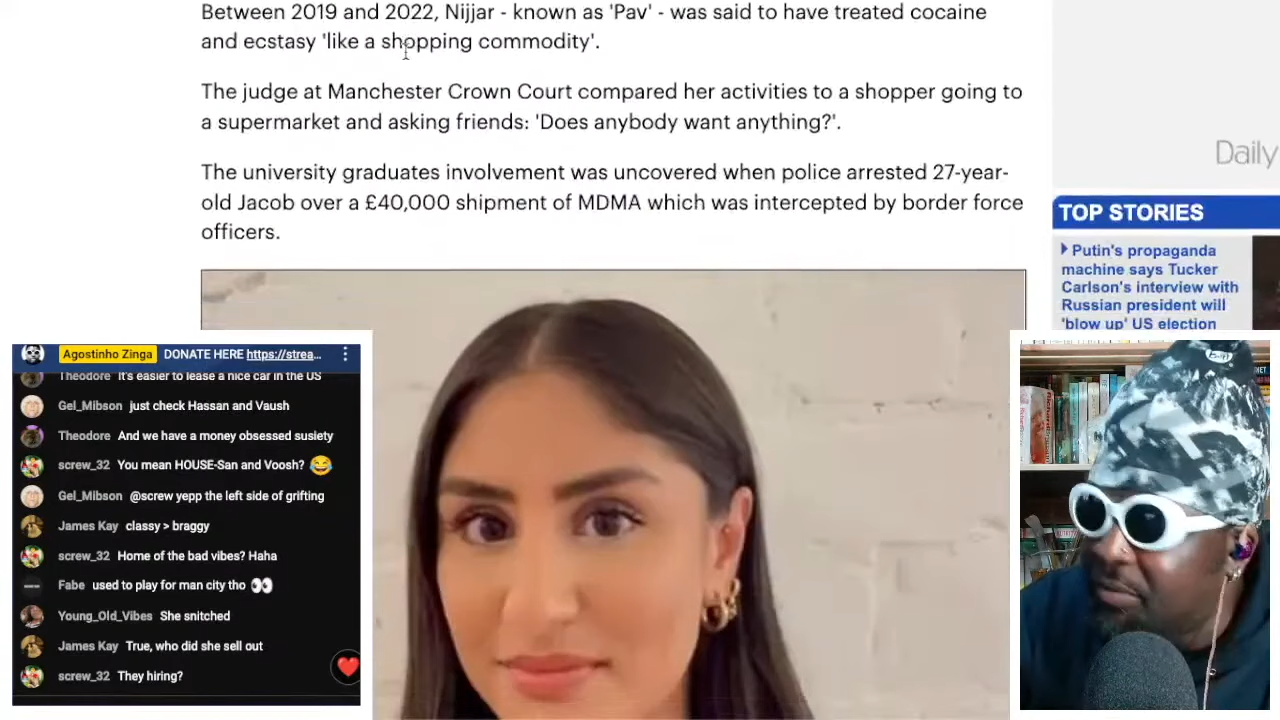 Between 2019 and 2022, Nijjar - known as 'Pav' - was said to have treated cocaine
and ecstasy 'like a shopping commodity'.
The judge at Manchester Crown Court compared her activities to a shopper going to
a supermarket and asking friends: 'Does anybody want anything?'.
The university graduates involvement was uncovered when police arrested 27-year-
old Jacob over a £40,000 shipment of MDMA which was intercepted by border force
officers.
Daily
TOP STORIES
Putin's propaganda
machine says Tucker
Carlson's interview with
Russian president will
'blow up' US election
Agostinho Zinga DONATE HERE https://strea...
Theodore It's easier to lease a nice car in the US
Gel_Mibson just check Hassan and Vaush
Theodore And we have a money obsessed susiety
screw_32 You mean HOUSE-San and Voosh? 😂
Gel_Mibson @screw yepp the left side of grifting
James Kay classy > braggy
screw_32 Home of the bad vibes? Haha
Fabe used to play for man city tho 👀
Young_Old_Vibes She snitched
James Kay True, who did she sell out
screw_32 They hiring?